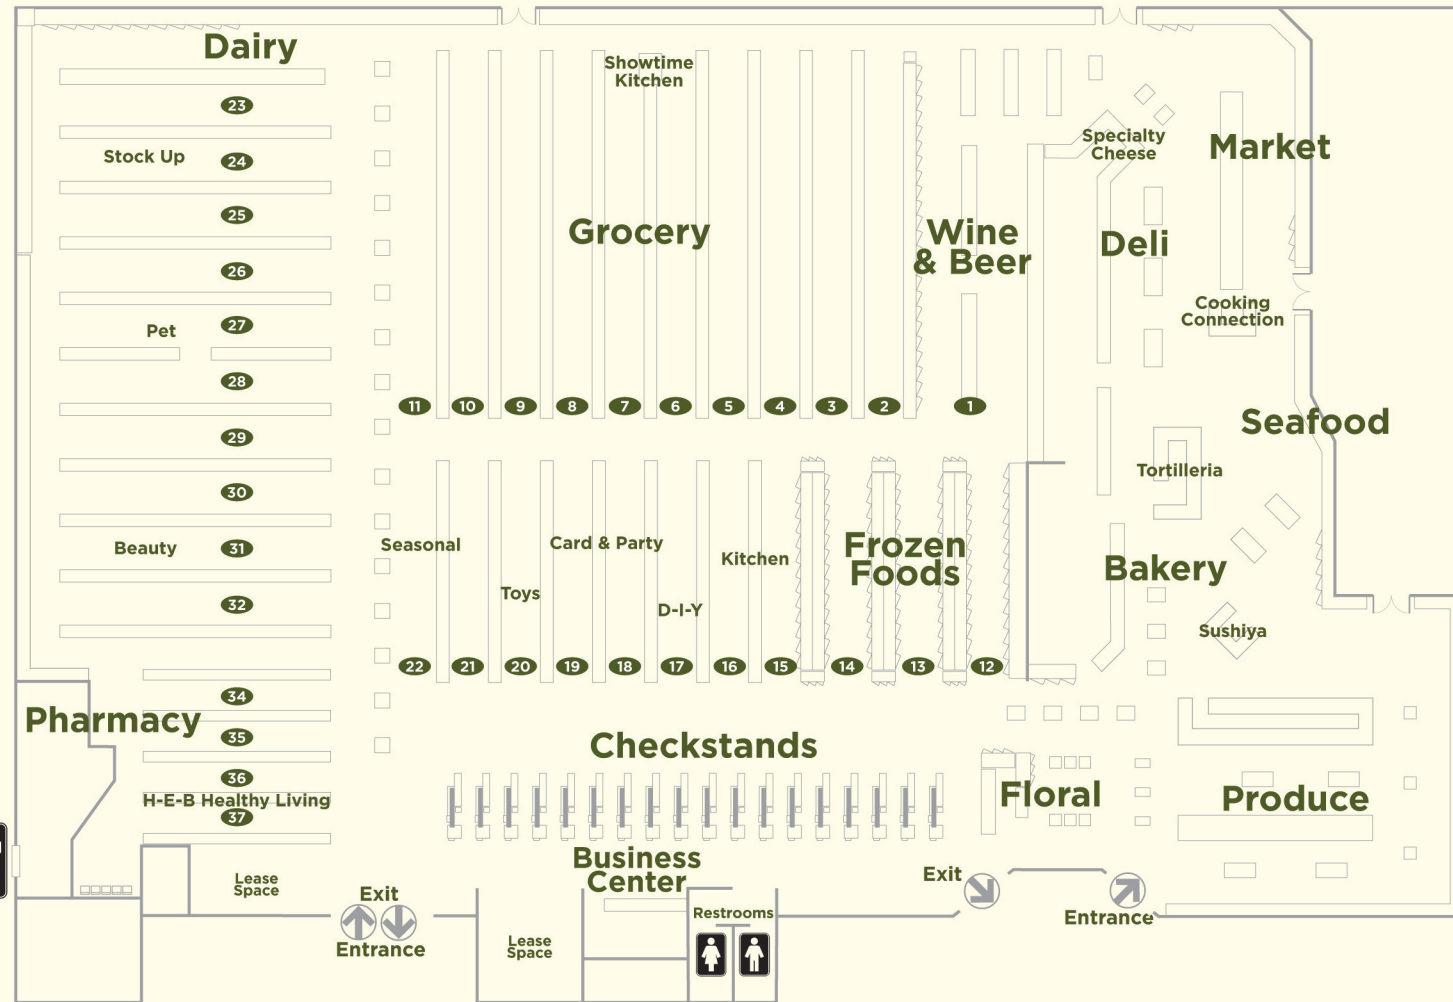 Dairy
Showtime
Kitchen
23
Stock Up
24
Specialty
Cheese
Market
25
Grocery
Wine
& Beer
Deli
26
Pet
27
Cooking
Connection
28
11
10
9
8
7
6
5
4
3
2
1
29
Seafood
30
Tortilleria
Beauty
31
Seasonal
Card & Party
Kitchen
Frozen
Foods
Bakery
32
Toys
D-I-Y
Sushiya
22
21
20
19
18
17
16
15
14
13
12
34
Pharmacy
35
Checkstands
36
H-E-B Healthy Living
37
Floral
Produce
Business
Center
Lease
Space
Exit
Entrance
Lease
Space
Restrooms
Exit
Entrance